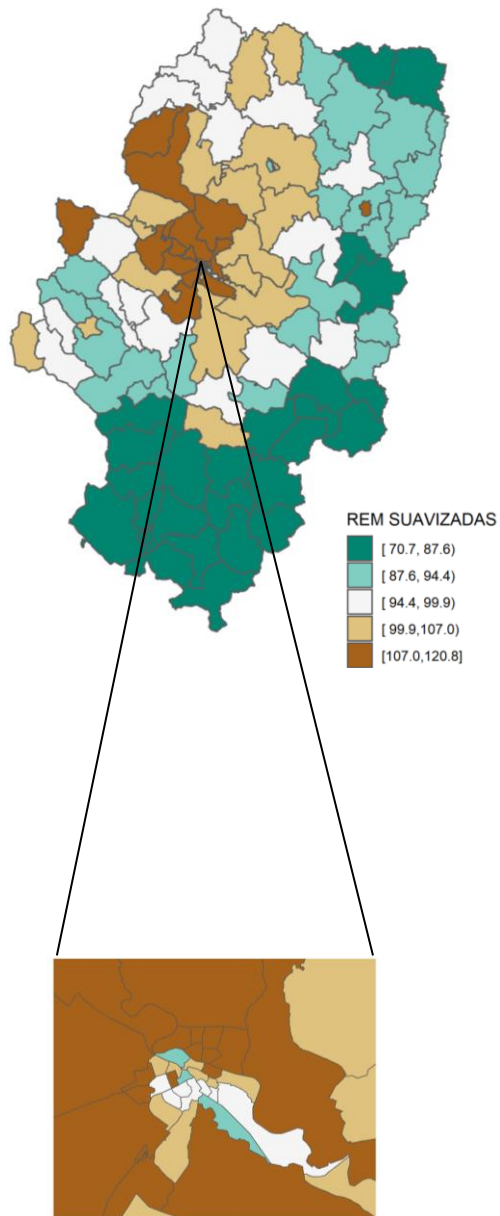 REM SUAVIZADAS
[ 70.7, 87.6)
[ 87.6, 94.4)
[ 94.4, 99.9)
[ 99.9,107.0)
[107.0,120.8]